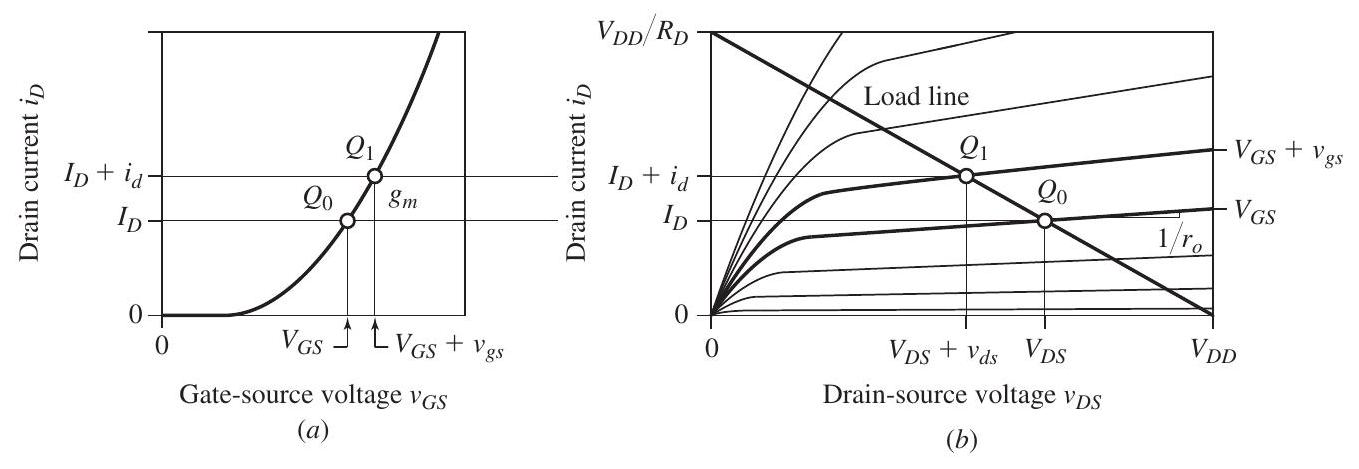 Drain current i_D
I_D + i_d
I_D
0
Q_1
Q_0
g_m
0
V_GS
V_GS + v_gs
Gate-source voltage v_GS
(a)
Drain current i_D
V_DD/R_D
I_D + i_d
I_D
0
Load line
Q_1
Q_0
V_GS + v_gs
V_GS
1/r_o
0
V_DS + v_ds
V_DS
V_DD
Drain-source voltage v_DS
(b)